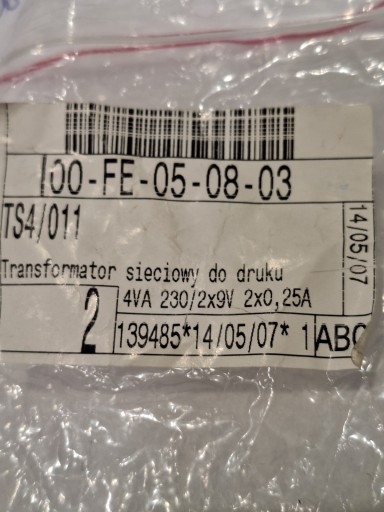 00-FE-05-08-03
TS4/011
14/05/07
Transformator sieciowy do druku
4VA 230/2x9V 2x0,25A
2
139485*14/05/07* 1
ABC